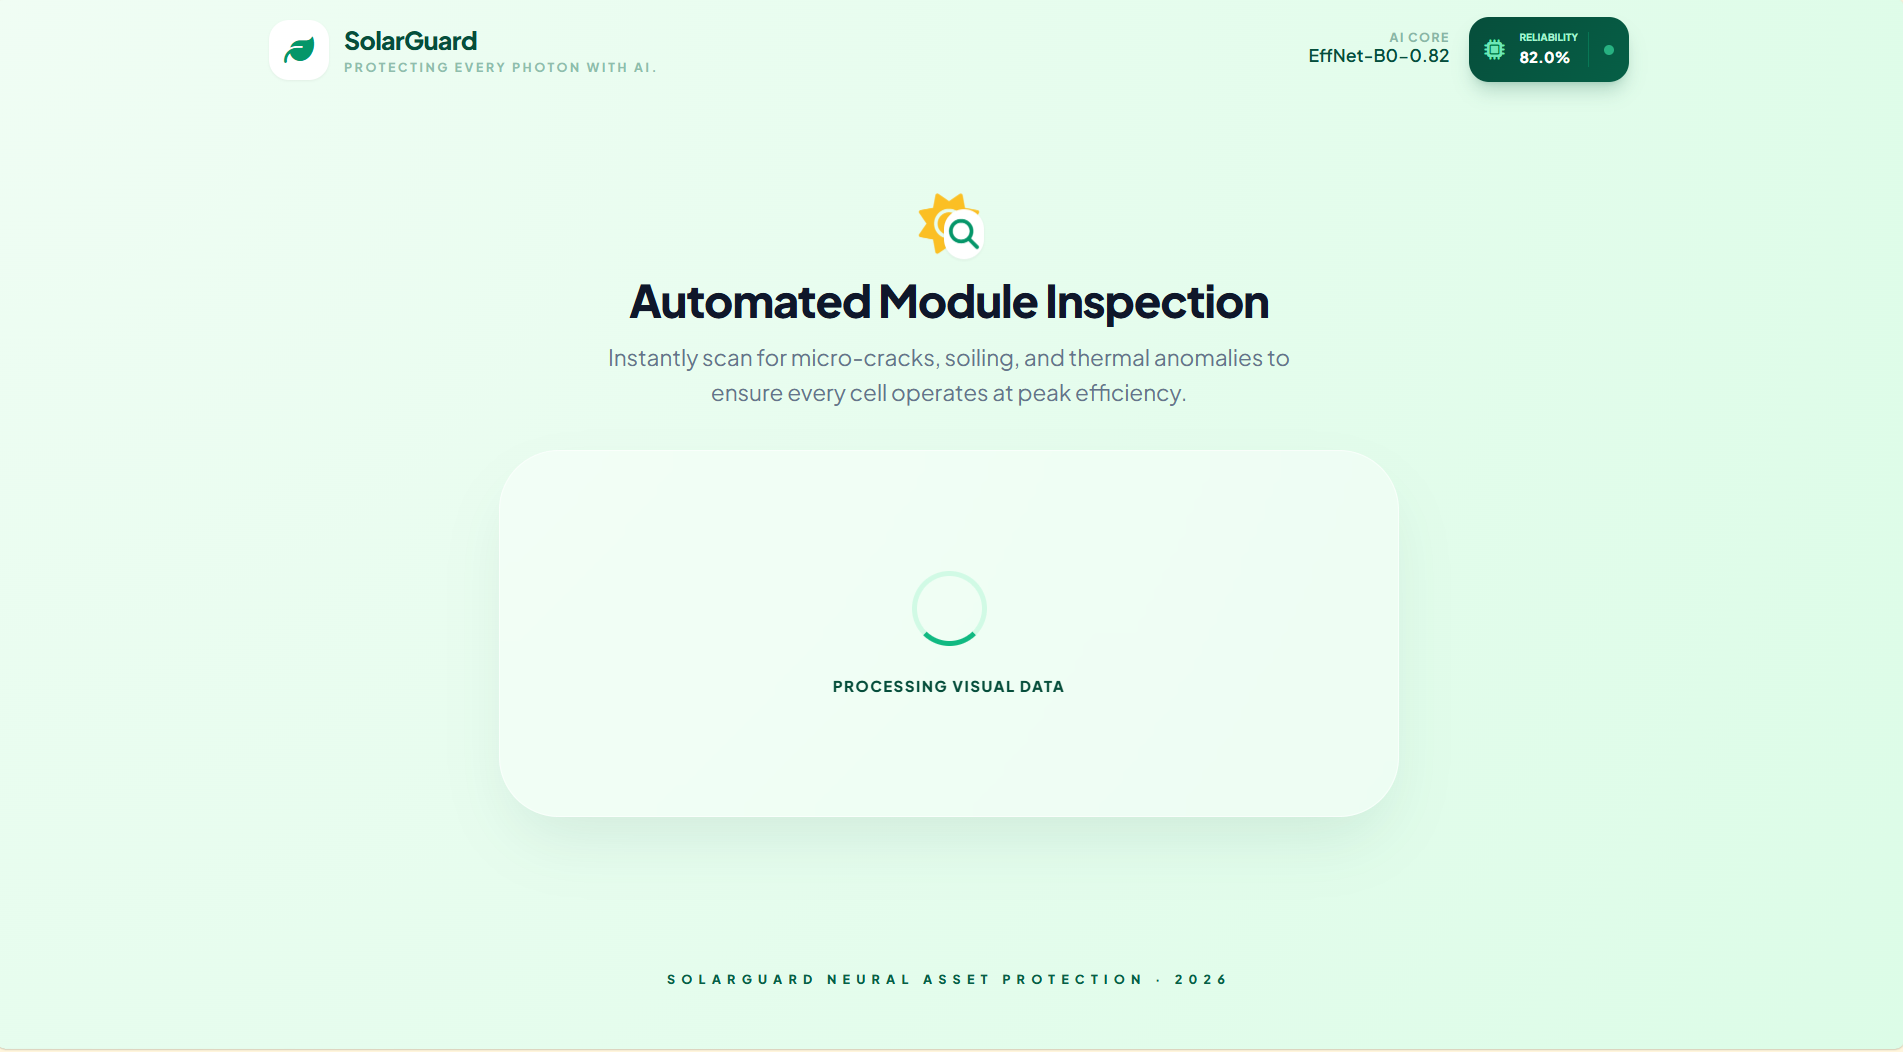 SolarGuard
PROTECTING EVERY PHOTON WITH AI.
AI CORE
EffNet-B0-0.82
RELIABILITY
82.0%
Automated Module Inspection
Instantly scan for micro-cracks, soiling, and thermal anomalies to
ensure every cell operates at peak efficiency.
PROCESSING VISUAL DATA
SOLARGUARD NEURAL ASSET PROTECTION · 2026